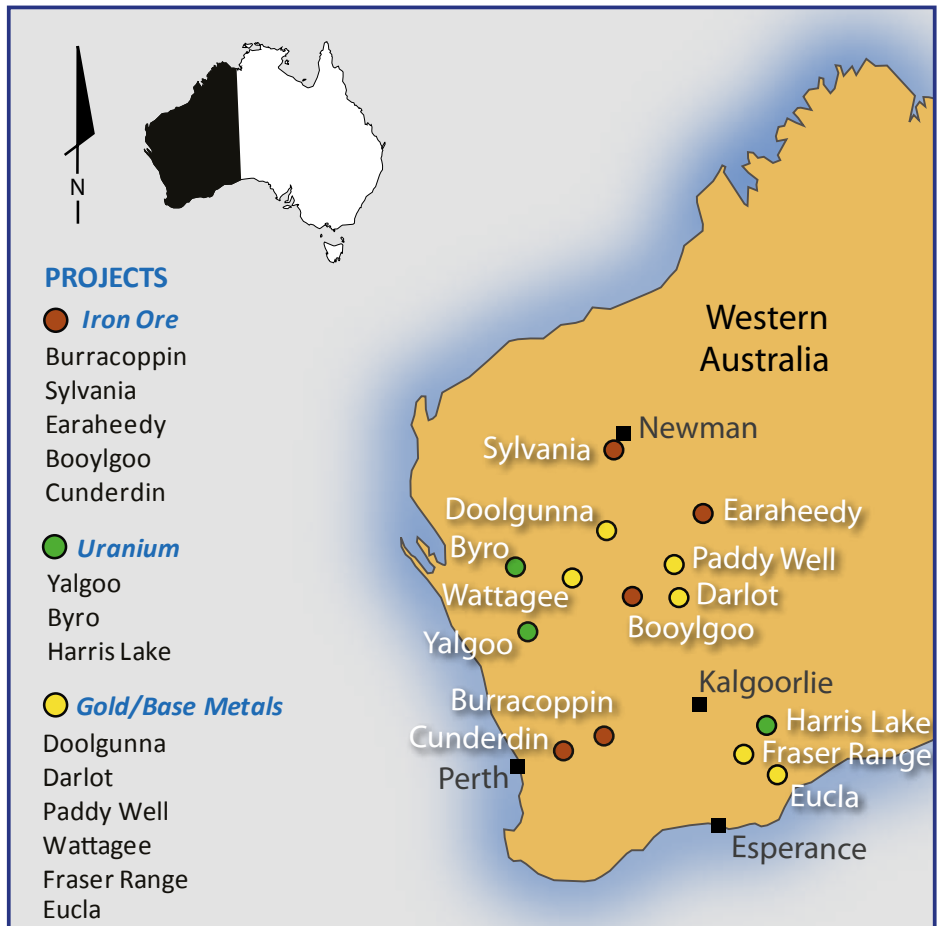 N
PROJECTS
Iron Ore
Burracoppin
Sylvania
Earaheedy
Booylgoo
Cunderdin
Uranium
Yalgoo
Byro
Harris Lake
Gold/Base Metals
Doolgunna
Darlot
Paddy Well
Wattagee
Fraser Range
Eucla
Western
Australia
Newman
Sylvania
Doolgunna
Earaheedy
Byro
Paddy Well
Wattagee
Darlot
Booylgoo
Yalgoo
Kalgoorlie
Burracoppin
Harris Lake
Cunderdin
Fraser Range
Perth
Eucla
Esperance